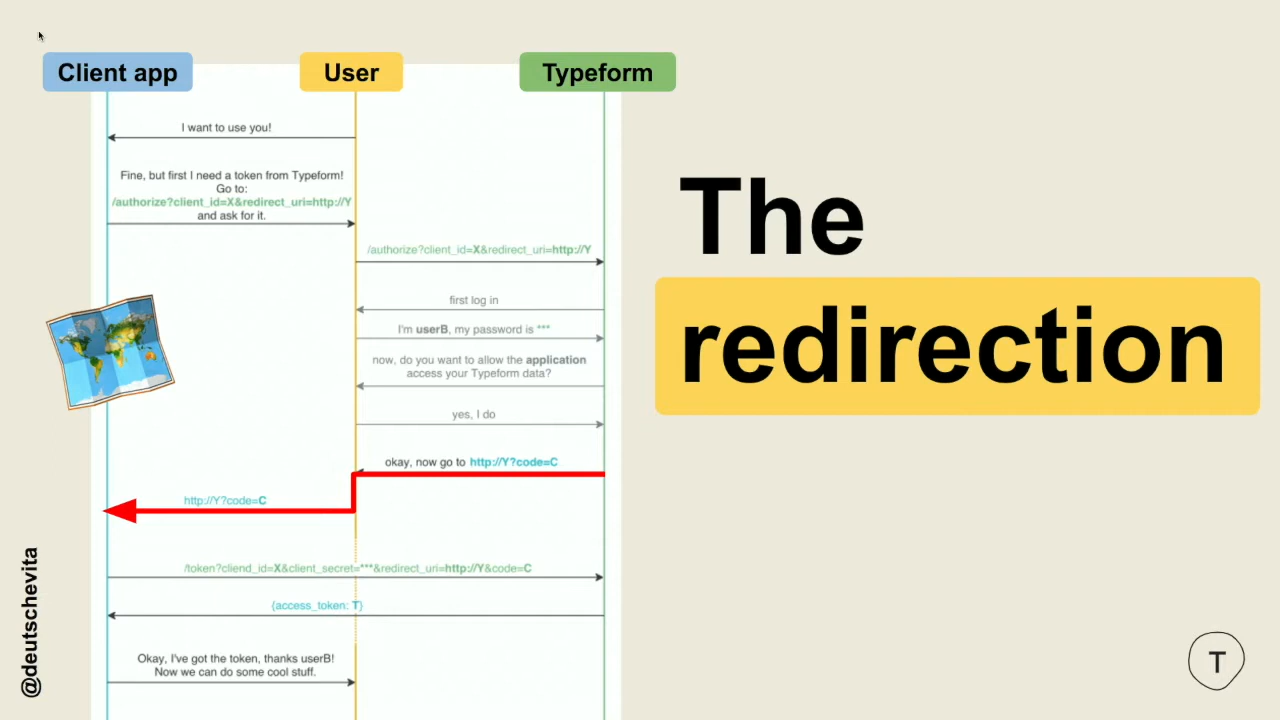 Client app
User
Typeform
I want to use you!
Fine, but first I need a token from Typeform!
Go to:
/authorize?client_id=X&redirect_uri=http://Y
and ask for it.
/authorize?client_id=X&redirect_uri=http://Y
first log in
I'm userB, my password is ***
now, do you want to allow the application
access your Typeform data?
yes, I do
okay, now go to http://Y?code=C
http://Y?code=C
/token?cliend_id=X&client_secret=***&redirect_uri=http://Y&code=C
{access_token: T}
Okay, I've got the token, thanks userB!
Now we can do some cool stuff.
The
redirection
@deutschevita
T